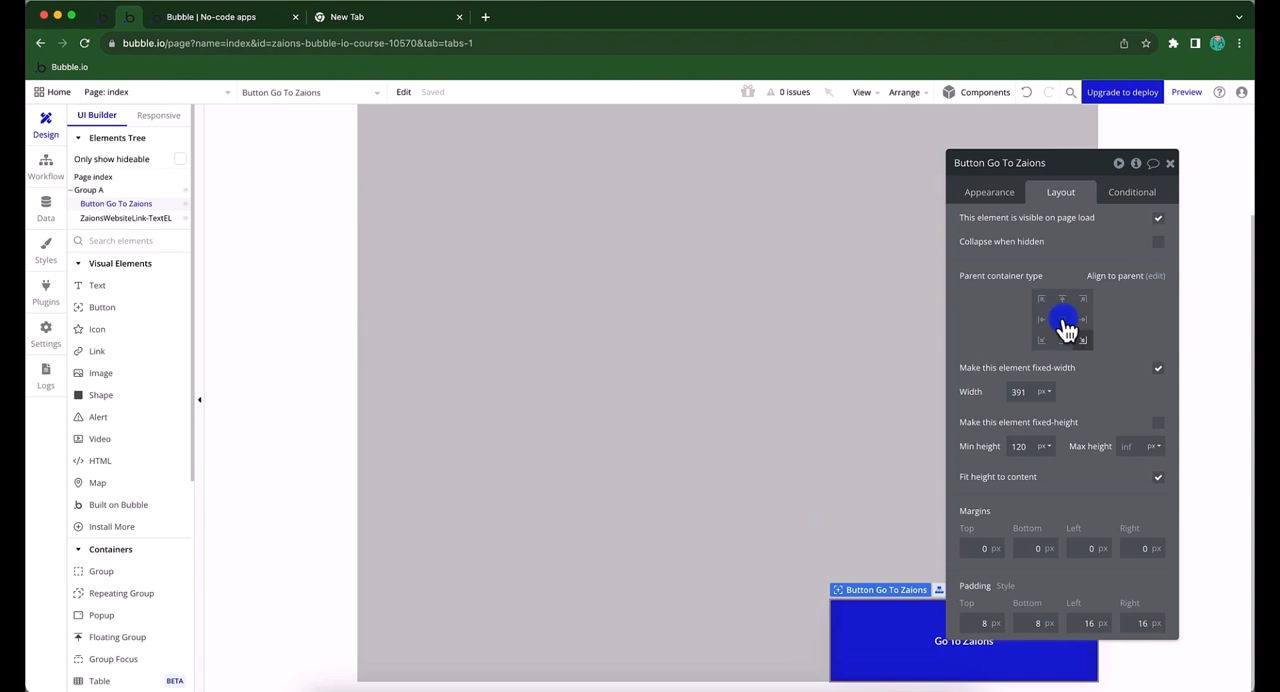 Bubble | No-code apps
New Tab
bubble.io/page?name=index&id=zaions-bubble-io-course-10570&tab=tabs-1
Bubble.io
Home
Page: index
Button Go To Zaions
Edit
Saved
0 issues
View
Arrange
Components
Upgrade to deploy
Preview
Design
Workflow
Data
Styles
Plugins
Settings
Logs
UI Builder
Responsive
Elements Tree
Only show hideable
Page index
Group A
Button Go To Zaions
ZaionsWebsiteLink-TextEL
Search elements
Visual Elements
Text
Button
Icon
Link
Image
Shape
Alert
Video
HTML
Map
Built on Bubble
Install More
Containers
Group
Repeating Group
Popup
Floating Group
Group Focus
Table BETA
Button Go To Zaions
Appearance
Layout
Conditional
This element is visible on page load
Collapse when hidden
Parent container type
Align to parent (edit)
Make this element fixed-width
Width 391 px
Make this element fixed-height
Min height 120 px
Max height inf px
Fit height to content
Margins
Top Bottom Left Right
0 px 0 px 0 px 0 px
Padding Style
Top Bottom Left Right
8 px 8 px 16 px 16 px
Button Go To Zaions
Go To Zaions